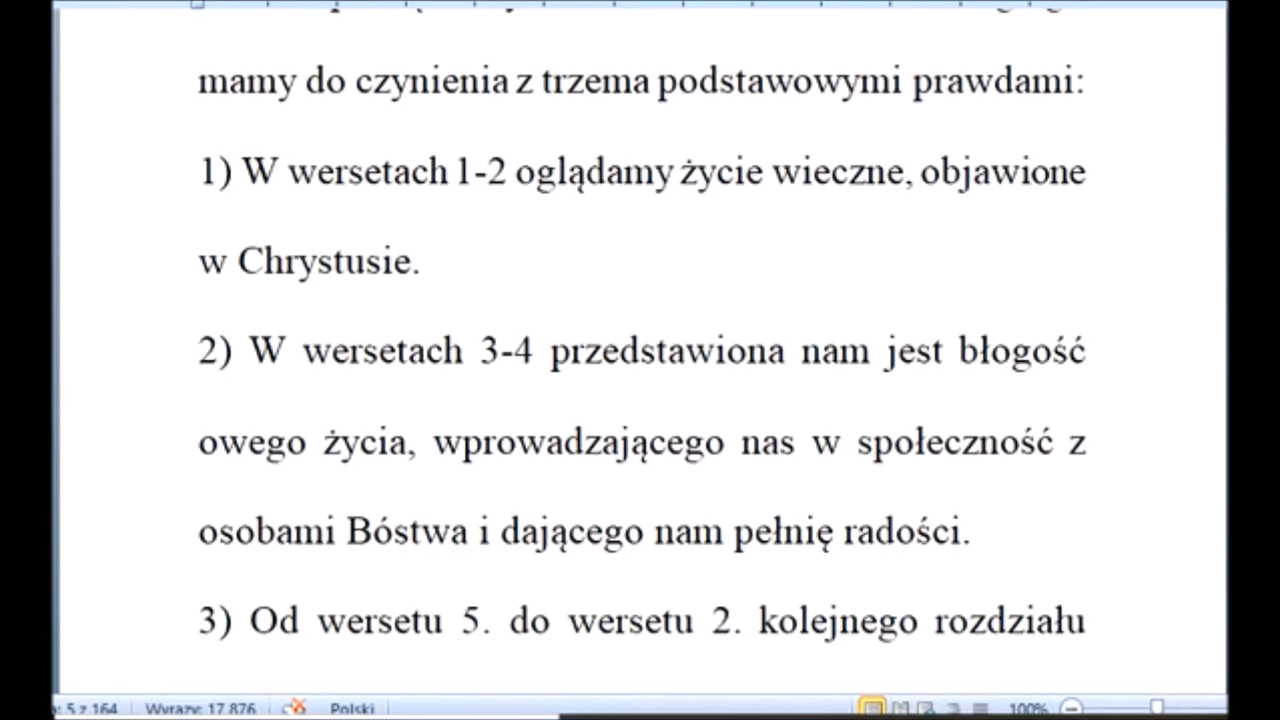 mamy do czynienia z trzema podstawowymi prawdami:
1) W wersetach 1-2 oglądamy życie wieczne, objawione
w Chrystusie.
2) W wersetach 3-4 przedstawiona nam jest błogość
owego życia, wprowadzającego nas w społeczność z
osobami Bóstwa i dającego nam pełnię radości.
3) Od wersetu 5. do wersetu 2. kolejnego rozdziału
: 5 z 164 Wyrazy: 17 876 Polski 100%